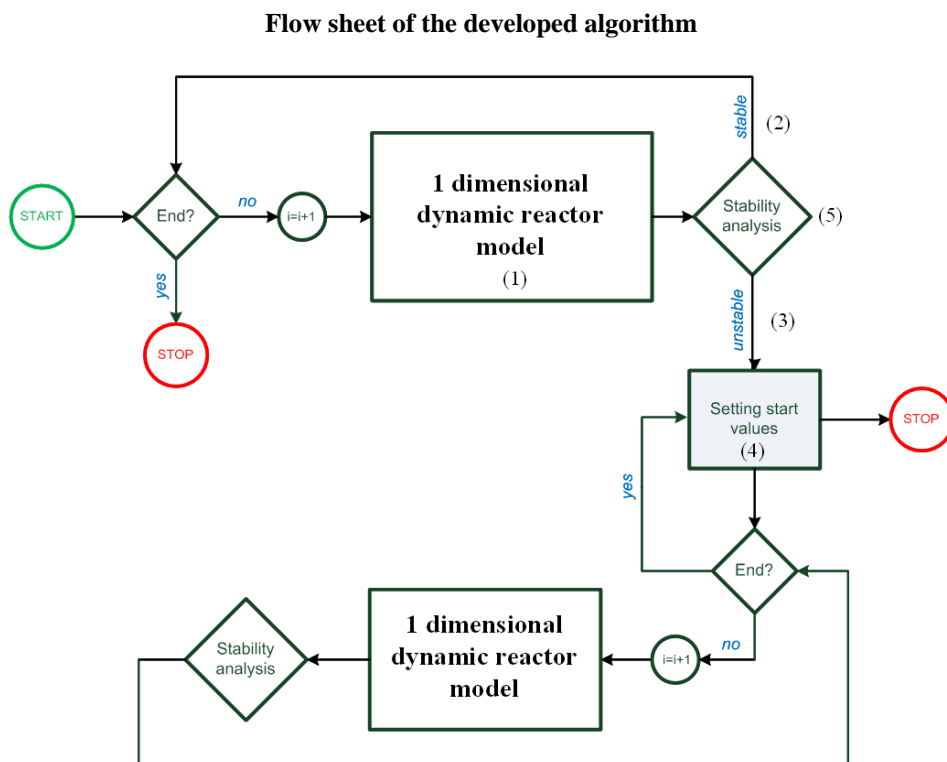 Flow sheet of the developed algorithm
stable
(2)
START
End?
no
i=i+1
1 dimensional
dynamic reactor
model
(1)
Stability
analysis
(5)
yes
STOP
unstable
(3)
Setting start
values
(4)
STOP
yes
End?
no
i=i+1
1 dimensional
dynamic reactor
model
Stability
analysis